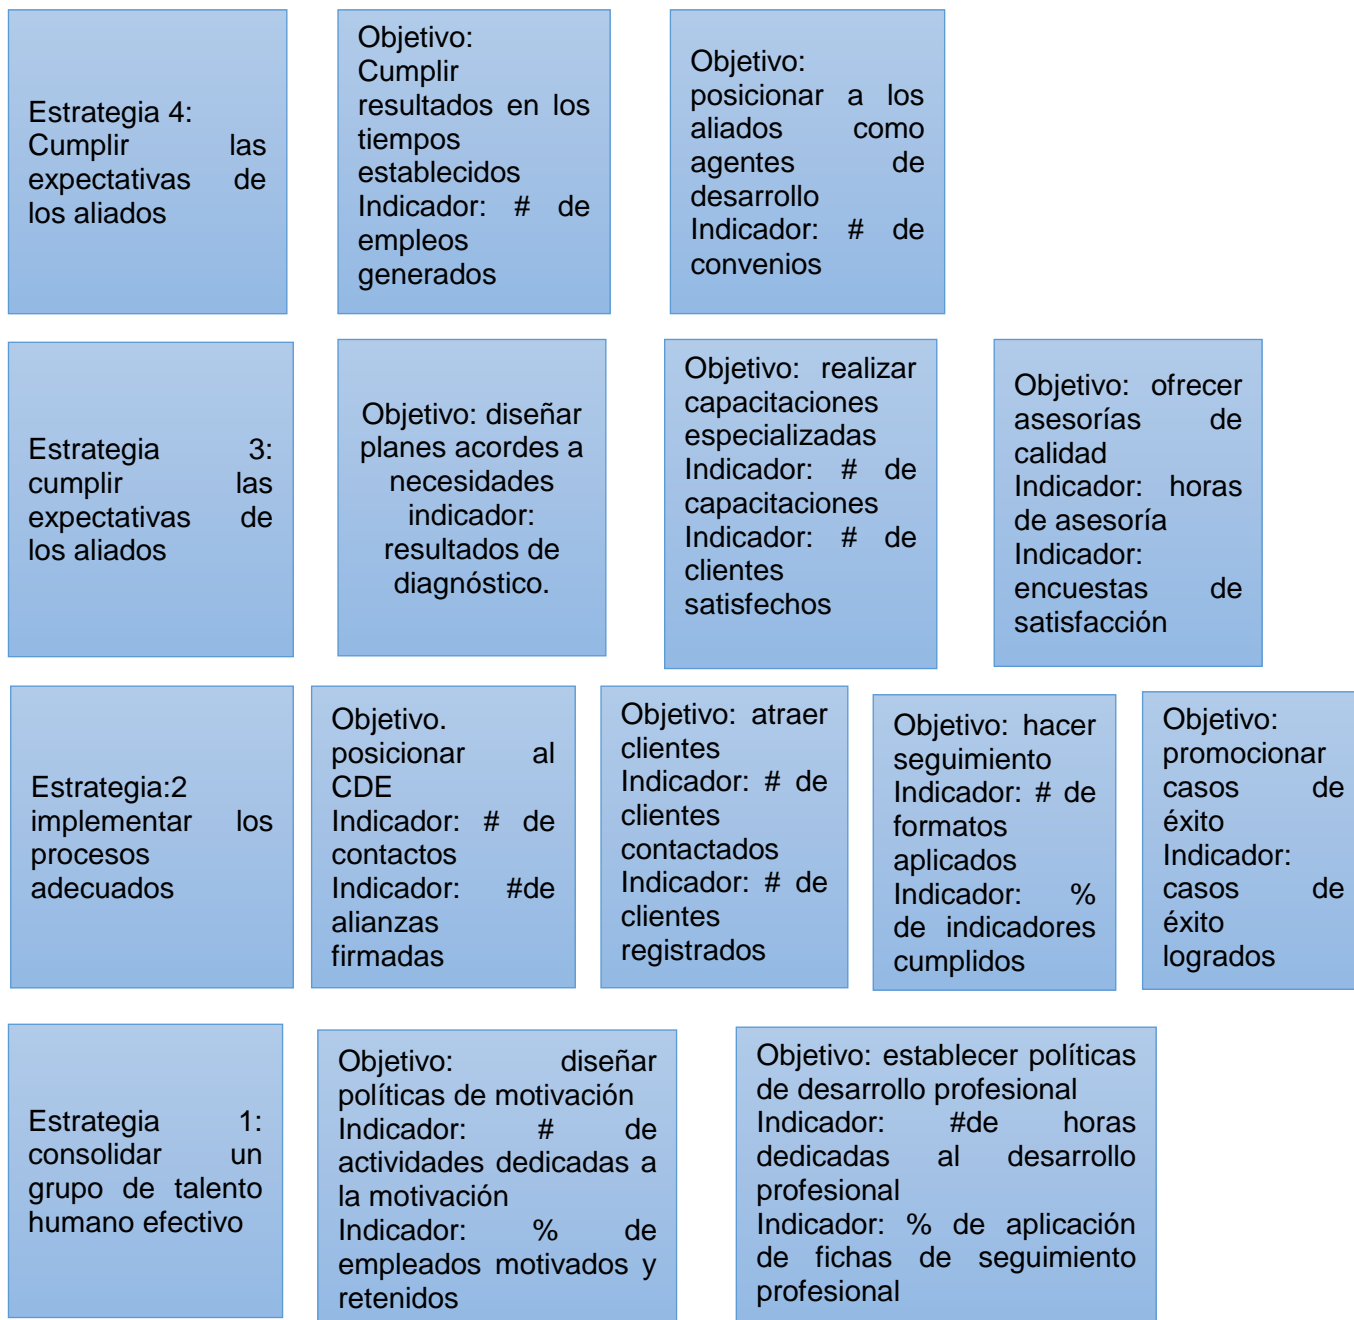 Estrategia 4:
Cumplir las
expectativas de
los aliados
Objetivo:
Cumplir
resultados en los
tiempos
establecidos
Indicador: # de
empleos
generados
Objetivo:
posicionar a los
aliados como
agentes de
desarrollo
Indicador: # de
convenios
Estrategia 3:
cumplir las
expectativas de
los aliados
Objetivo: diseñar
planes acordes a
necesidades
indicador:
resultados de
diagnóstico.
Objetivo: realizar
capacitaciones
especializadas
Indicador: # de
capacitaciones
Indicador: # de
clientes
satisfechos
Objetivo: ofrecer
asesorías de
calidad
Indicador: horas
de asesoría
Indicador:
encuestas de
satisfacción
Estrategia:2
implementar los
procesos
adecuados
Objetivo.
posicionar al
CDE
Indicador: # de
contactos
Indicador: #de
alianzas
firmadas
Objetivo: atraer
clientes
Indicador: # de
clientes
contactados
Indicador: # de
clientes
registrados
Objetivo: hacer
seguimiento
Indicador: # de
formatos
aplicados
Indicador: %
de indicadores
cumplidos
Objetivo:
promocionar
casos de
éxito
Indicador:
casos de
éxito
logrados
Estrategia 1:
consolidar un
grupo de talento
humano efectivo
Objetivo: diseñar
políticas de motivación
Indicador: # de
actividades dedicadas a
la motivación
Indicador: % de
empleados motivados y
retenidos
Objetivo: establecer políticas
de desarrollo profesional
Indicador: #de horas
dedicadas al desarrollo
profesional
Indicador: % de aplicación
de fichas de seguimiento
profesional